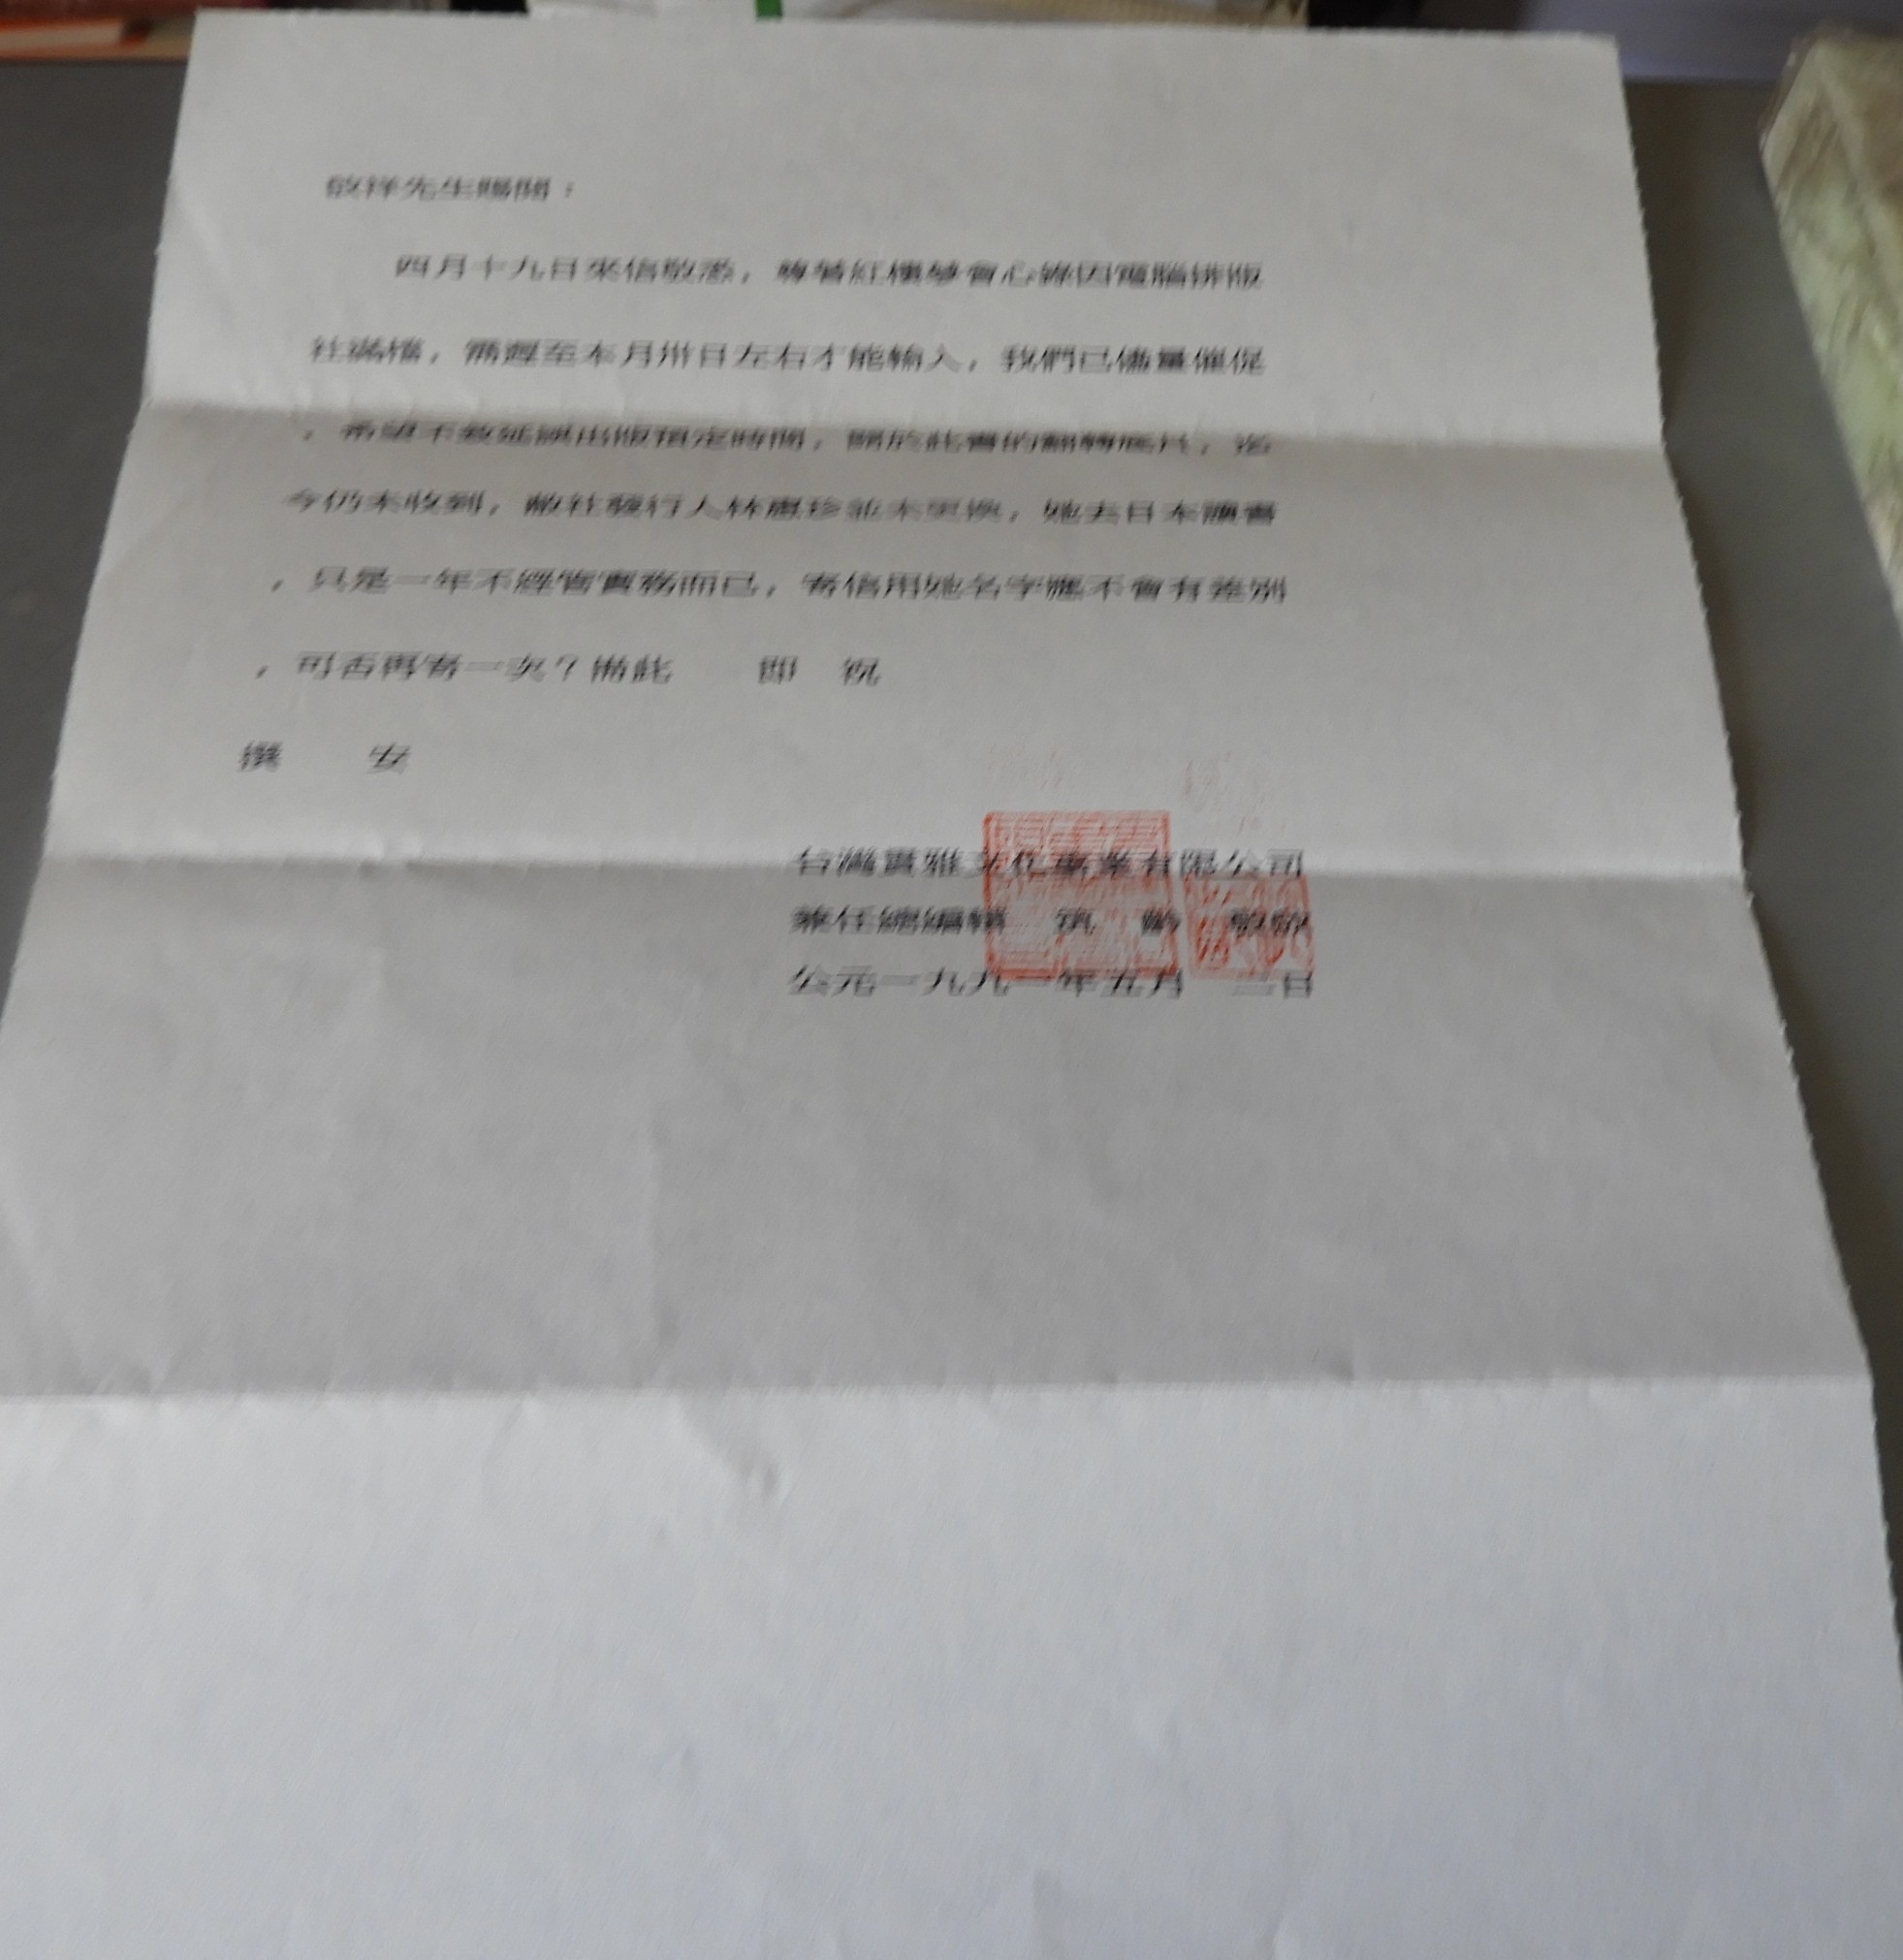 敬祥先生賜閱：
四月十九日來信敬悉，尊著紅樓夢會心錄因電腦排版
社滿檔，需遲至本月卅日左右才能輸入，我們已儘量催促
，希望不致延誤出版預定時間，關於此書的翻轉底片，迄
今仍未收到，敝社發行人林惠珍並未更換，她去日本讀書
，只是一年不經管實務而已，寄信用她名字應不會有差別
，可否再寄一次？耑此　即　祝
撰　安
台灣貫雅文化事業有限公司
兼任總編輯
公元一九九一年五月　二日